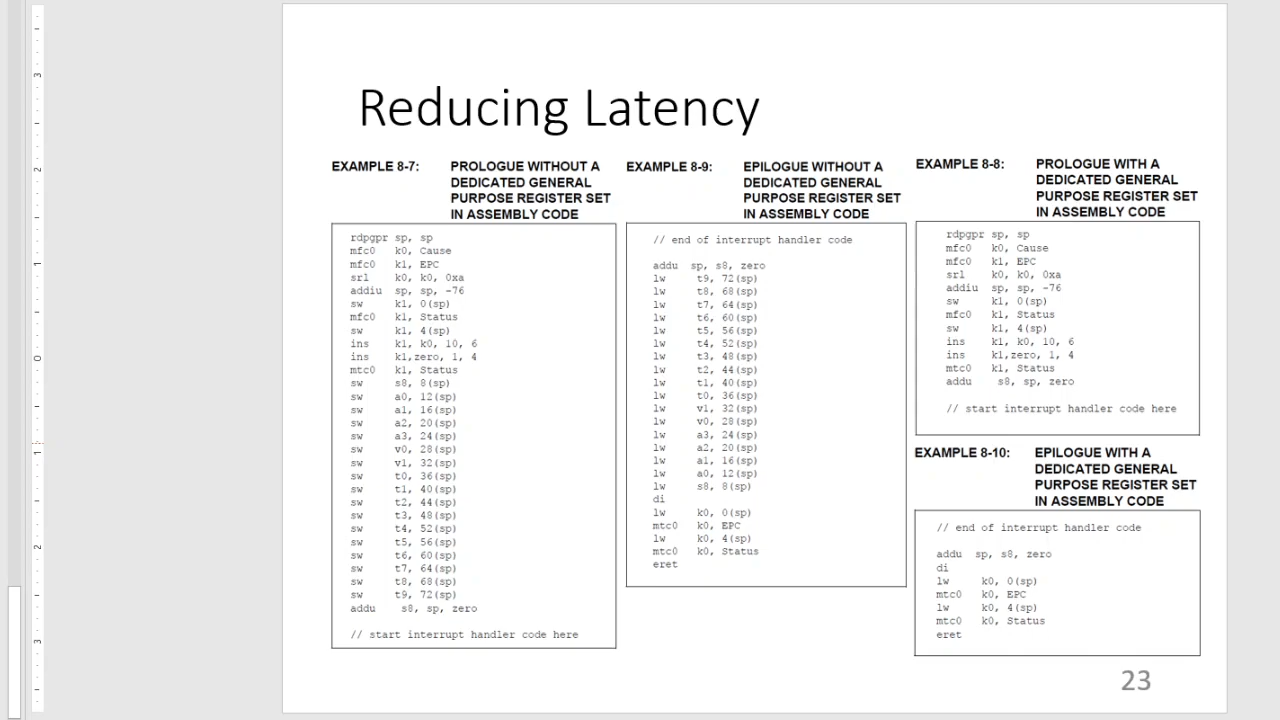 Reducing Latency
EXAMPLE 8-7: PROLOGUE WITHOUT A
DEDICATED GENERAL
PURPOSE REGISTER SET
IN ASSEMBLY CODE
rdpgpr sp, sp
mfc0 k0, Cause
mfc0 k1, EPC
srl k0, k0, 0xa
addiu sp, sp, -76
sw k1, 0(sp)
mfc0 k1, Status
sw k1, 4(sp)
ins k1, k0, 10, 6
ins k1,zero, 1, 4
mtc0 k1, Status
sw s8, 8(sp)
sw a0, 12(sp)
sw a1, 16(sp)
sw a2, 20(sp)
sw a3, 24(sp)
sw v0, 28(sp)
sw v1, 32(sp)
sw t0, 36(sp)
sw t1, 40(sp)
sw t2, 44(sp)
sw t3, 48(sp)
sw t4, 52(sp)
sw t5, 56(sp)
sw t6, 60(sp)
sw t7, 64(sp)
sw t8, 68(sp)
sw t9, 72(sp)
addu s8, sp, zero
// start interrupt handler code here
EXAMPLE 8-9: EPILOGUE WITHOUT A
DEDICATED GENERAL
PURPOSE REGISTER SET
IN ASSEMBLY CODE
// end of interrupt handler code
addu sp, s8, zero
lw t9, 72(sp)
lw t8, 68(sp)
lw t7, 64(sp)
lw t6, 60(sp)
lw t5, 56(sp)
lw t4, 52(sp)
lw t3, 48(sp)
lw t2, 44(sp)
lw t1, 40(sp)
lw t0, 36(sp)
lw v1, 32(sp)
lw v0, 28(sp)
lw a3, 24(sp)
lw a2, 20(sp)
lw a1, 16(sp)
lw a0, 12(sp)
lw s8, 8(sp)
di
lw k0, 0(sp)
mtc0 k0, EPC
lw k0, 4(sp)
mtc0 k0, Status
eret
EXAMPLE 8-8: PROLOGUE WITH A
DEDICATED GENERAL
PURPOSE REGISTER SET
IN ASSEMBLY CODE
rdpgpr sp, sp
mfc0 k0, Cause
mfc0 k1, EPC
srl k0, k0, 0xa
addiu sp, sp, -76
sw k1, 0(sp)
mfc0 k1, Status
sw k1, 4(sp)
ins k1, k0, 10, 6
ins k1,zero, 1, 4
mtc0 k1, Status
addu s8, sp, zero
// start interrupt handler code here
EXAMPLE 8-10: EPILOGUE WITH A
DEDICATED GENERAL
PURPOSE REGISTER SET
IN ASSEMBLY CODE
// end of interrupt handler code
addu sp, s8, zero
di
lw k0, 0(sp)
mtc0 k0, EPC
lw k0, 4(sp)
mtc0 k0, Status
eret
23
3
2
1
0
1
2
3